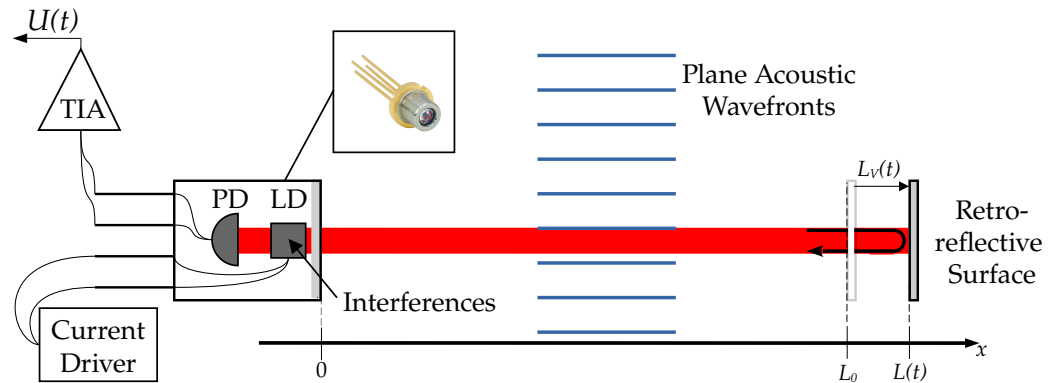 U(t)
TIA
Plane Acoustic
Wavefronts
PD
LD
L_V(t)
Retro-
reflective
Surface
Interferences
Current
Driver
0
L_0
L(t)
x